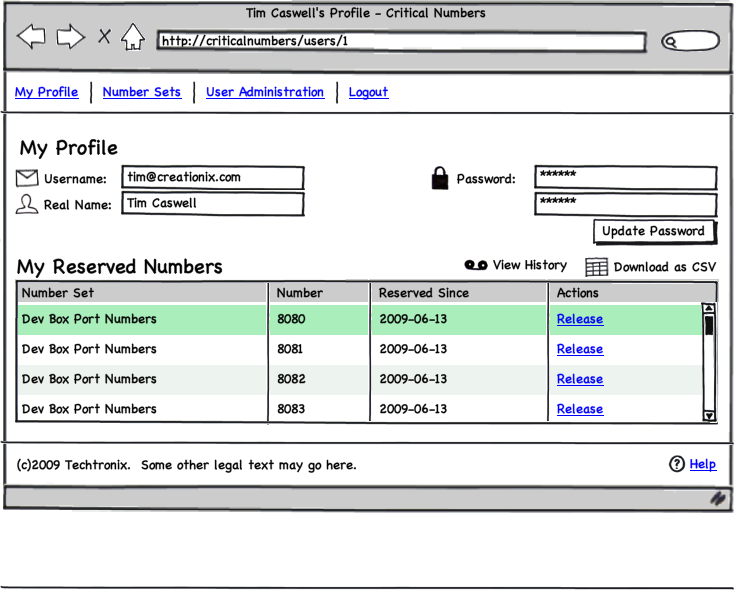 Tim Caswell's Profile - Critical Numbers
http://criticalnumbers/users/1
My Profile Number Sets User Administration Logout
My Profile
Username: tim@creationix.com Password: ******
Real Name: Tim Caswell ******
Update Password
My Reserved Numbers View History Download as CSV
Number Set Number Reserved Since Actions
Dev Box Port Numbers 8080 2009-06-13 Release
Dev Box Port Numbers 8081 2009-06-13 Release
Dev Box Port Numbers 8082 2009-06-13 Release
Dev Box Port Numbers 8083 2009-06-13 Release
(c)2009 Techtronix. Some other legal text may go here. ? Help